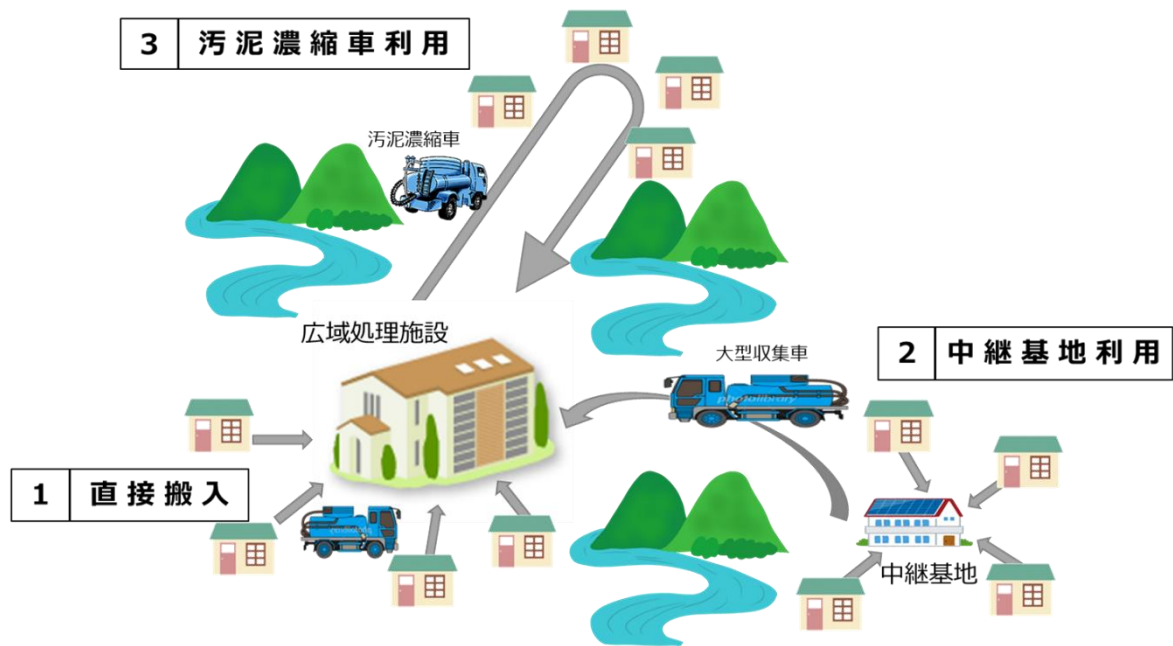 3 汚泥濃縮車利用
汚泥濃縮車
広域処理施設
大型収集車
2 中継基地利用
photolibrary
1 直接搬入
中継基地